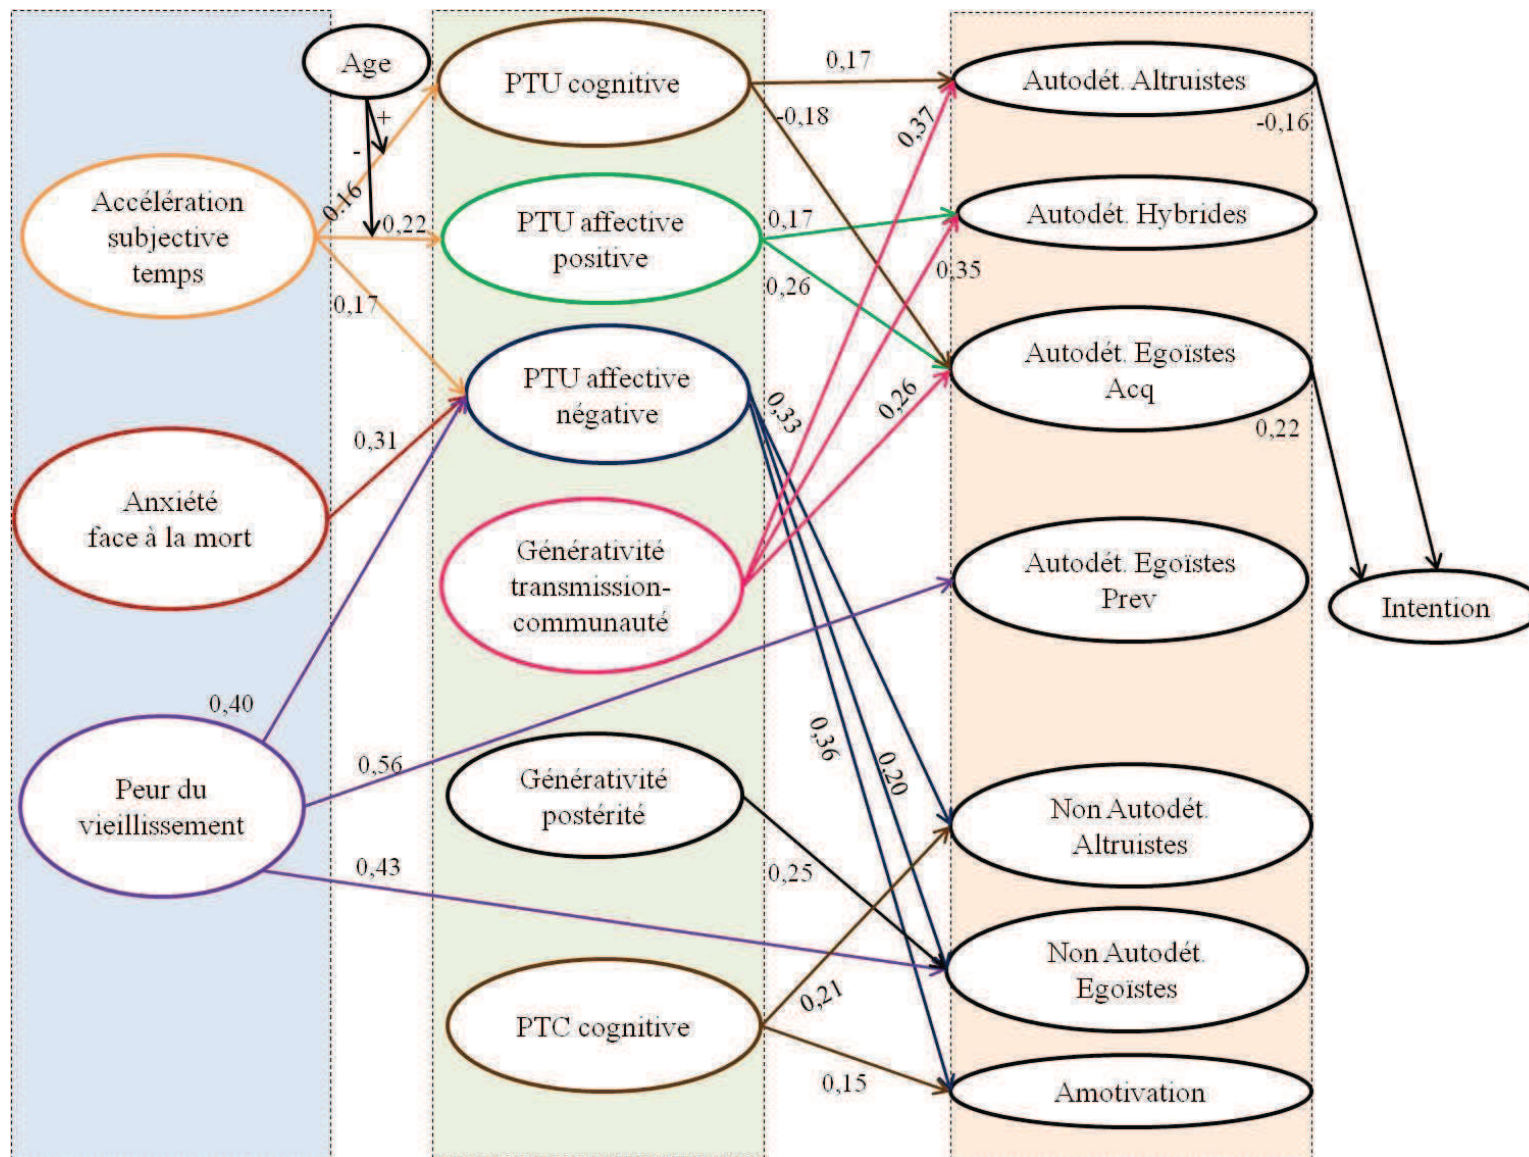 Age
+
-
Accélération
subjective
temps
0.16
0,22
0,17
Anxiété
face à la mort
0,31
Peur du
vieillissement
0,40
0,56
0,43
PTU cognitive
PTU affective
positive
PTU affective
négative
Générativité
transmission-
communauté
Générativité
postérité
PTC cognitive
0,17
-0,18
0,37
0,17
0,26
0,35
0,26
0,33
0,36
0,20
0,25
0,21
0,15
Autodét. Altruistes
-0,16
Autodét. Hybrides
Autodét. Egoïstes
Acq
0,22
Autodét. Egoïstes
Prev
Non Autodét.
Altruistes
Non Autodét.
Egoïstes
Amotivation
Intention